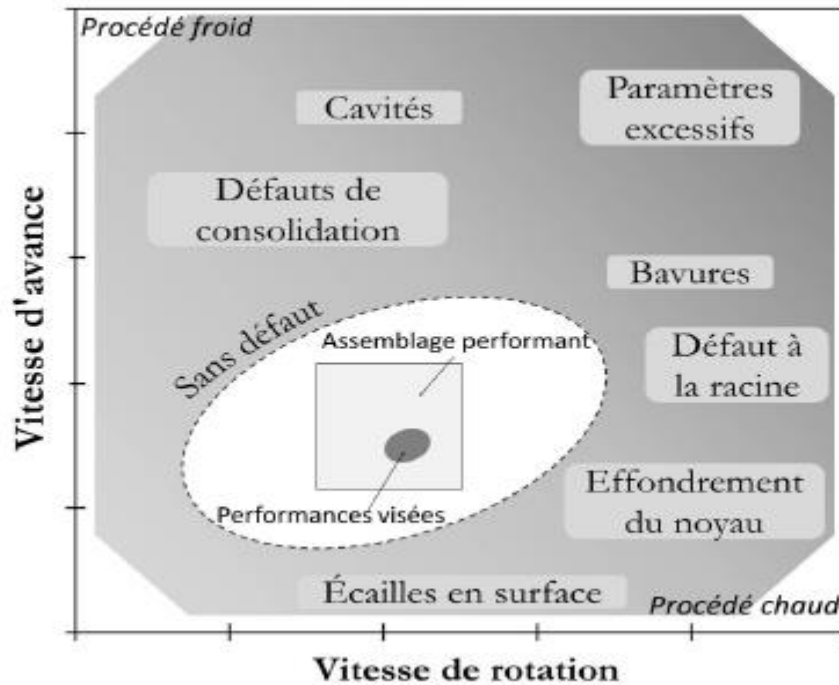 Procédé froid
Cavités
Paramètres
excessifs
Défauts de
consolidation
Bavures
Sans défaut
Assemblage performant
Défaut à
la racine
Performances visées
Effondrement
du noyau
Écailles en surface
Procédé chaud
Vitesse d'avance
Vitesse de rotation